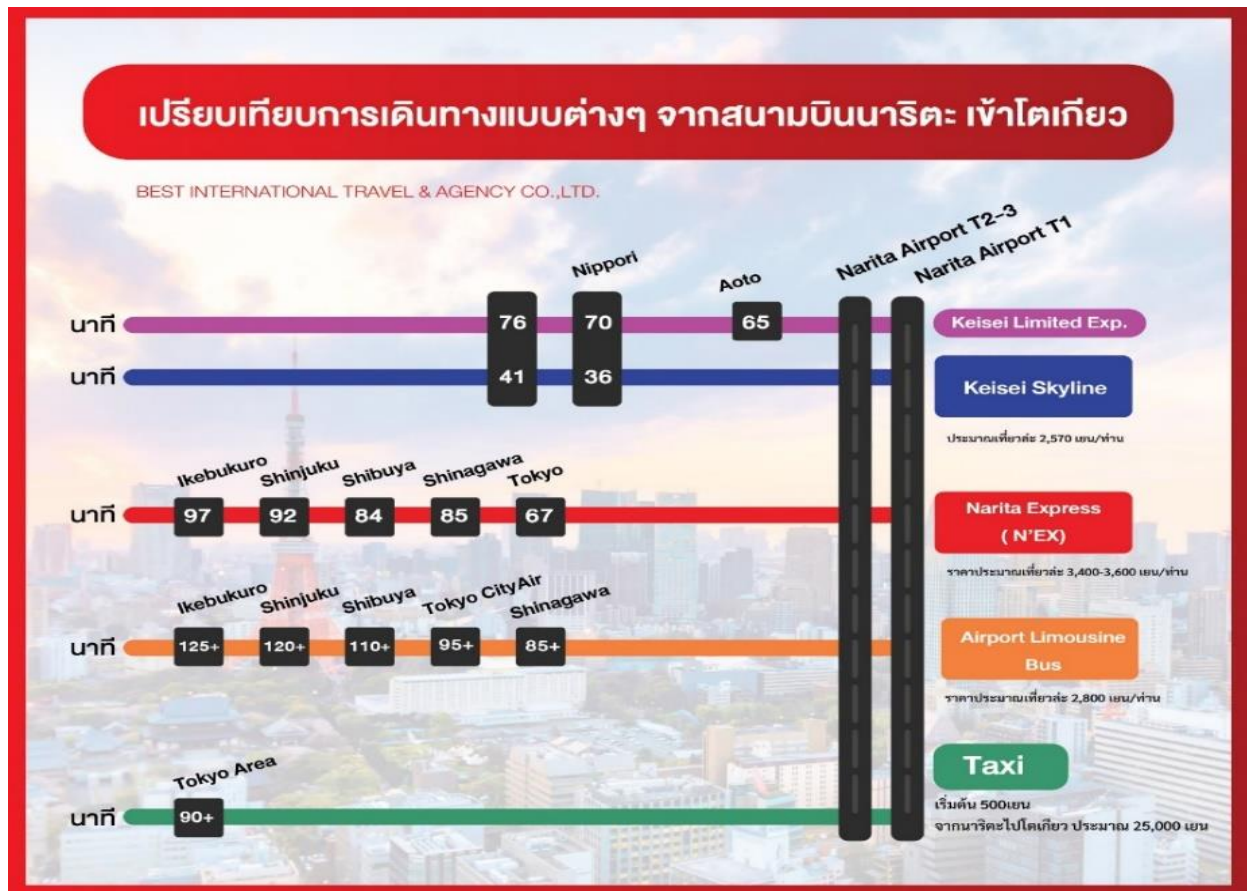 เปรียบเทียบการเดินทางแบบต่างๆ จากสนามบินนาริตะ เข้าโตเกียว
BEST INTERNATIONAL TRAVEL & AGENCY CO.,LTD.
Nippori
Aoto
Narita Airport T2-3
Narita Airport T1
นาที
76
70
65
Keisei Limited Exp.
นาที
41
36
Keisei Skyline
ประมาณเที่ยวล่ะ 2,570 เยน/ท่าน
Ikebukuro
Shinjuku
Shibuya
Shinagawa
Tokyo
นาที
97
92
84
85
67
Narita Express
( N'EX)
ราคาประมาณเที่ยวล่ะ 3,400-3,600 เยน/ท่าน
Ikebukuro
Shinjuku
Shibuya
Tokyo CityAir
Shinagawa
นาที
125+
120+
110+
95+
85+
Airport Limousine
Bus
ราคาประมาณเที่ยวล่ะ 2,800 เยน/ท่าน
Tokyo Area
นาที
90+
Taxi
เริ่มต้น 500เยน
จากนาริตะไปโตเกียว ประมาณ 25,000 เยน